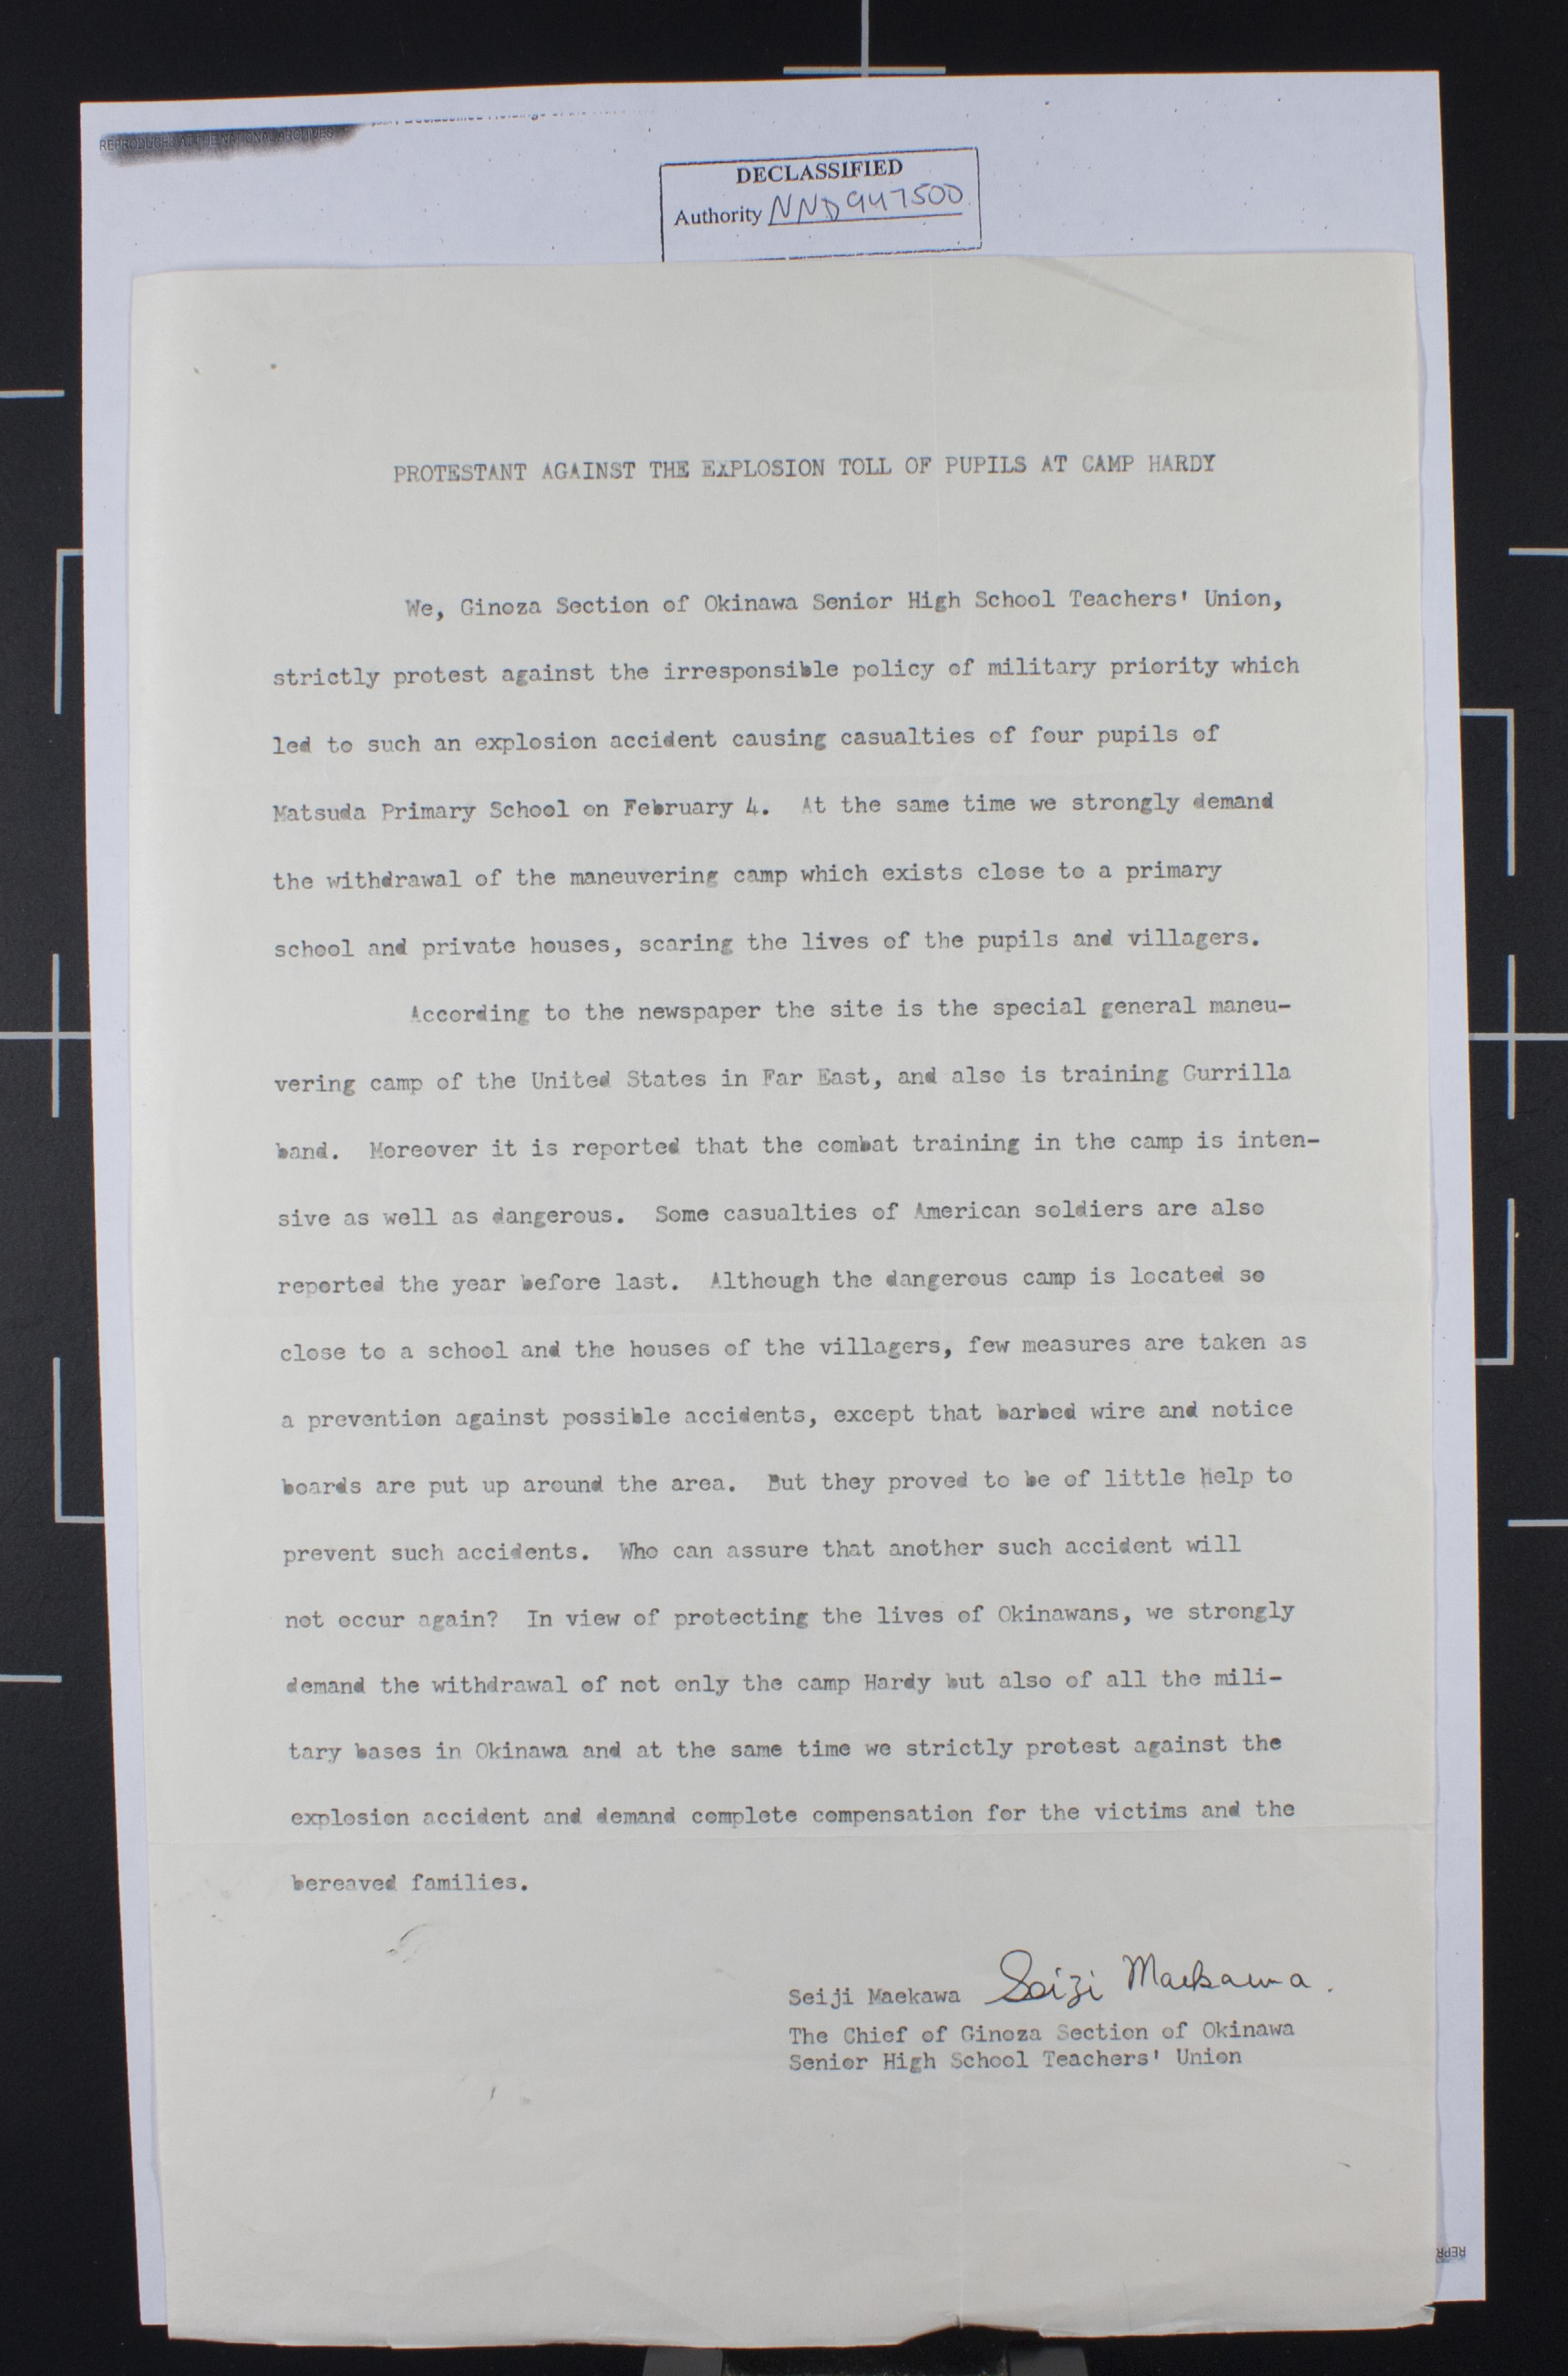 REPRODUCED AT THE NATIONAL ARCHIVES
DECLASSIFIED
Authority NND947500
PROTESTANT AGAINST THE EXPLOSION TOLL OF PUPILS AT CAMP HARDY
We, Ginoza Section of Okinawa Senior High School Teachers' Union,
strictly protest against the irresponsible policy of military priority which
led to such an explosion accident causing casualties of four pupils of
Matsuda Primary School on February 4. At the same time we strongly demand
the withdrawal of the maneuvering camp which exists close to a primary
school and private houses, scaring the lives of the pupils and villagers.
According to the newspaper the site is the special general maneu-
vering camp of the United States in Far East, and also is training Gurrilla
band. Moreover it is reported that the combat training in the camp is inten-
sive as well as dangerous. Some casualties of American soldiers are also
reported the year before last. Although the dangerous camp is located so
close to a school and the houses of the villagers, few measures are taken as
a prevention against possible accidents, except that barbed wire and notice
boards are put up around the area. But they proved to be of little help to
prevent such accidents. Who can assure that another such accident will
not occur again? In view of protecting the lives of Okinawans, we strongly
demand the withdrawal of not only the camp Hardy but also of all the mili-
tary bases in Okinawa and at the same time we strictly protest against the
explosion accident and demand complete compensation for the victims and the
bereaved families.
Seiji Maekawa Seizi Maekawa.
The Chief of Ginoza Section of Okinawa
Senior High School Teachers' Union
REPR